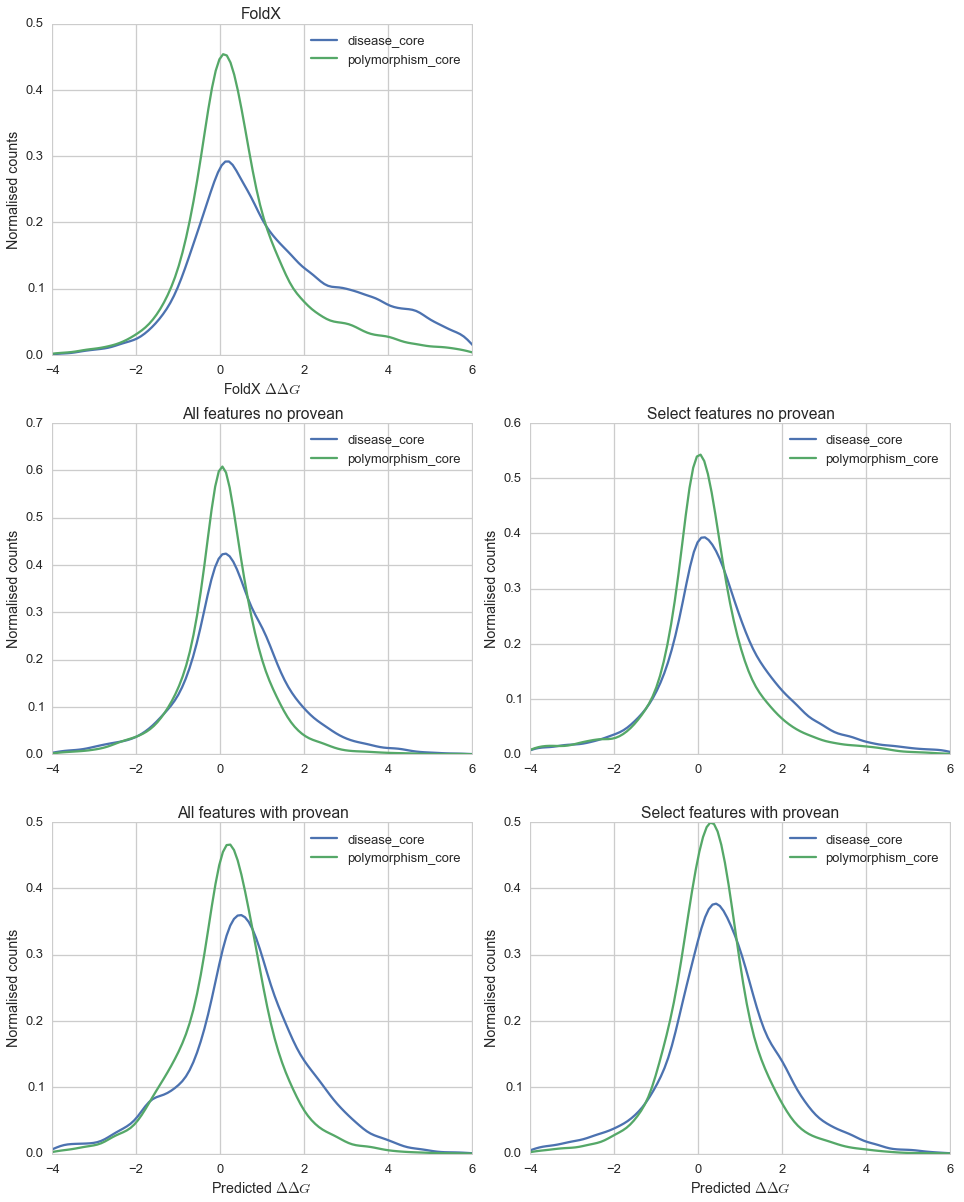 FoldX
0.5
0.4
0.3
0.2
0.1
0.0
Normalised counts
disease_core
polymorphism_core
−4 −2 0 2 4 6
FoldX ΔΔG
All features no provean
0.7
0.6
0.5
0.4
0.3
0.2
0.1
0.0
Normalised counts
disease_core
polymorphism_core
−4 −2 0 2 4 6
Select features no provean
0.6
0.5
0.4
0.3
0.2
0.1
0.0
Normalised counts
disease_core
polymorphism_core
−4 −2 0 2 4 6
All features with provean
0.5
0.4
0.3
0.2
0.1
0.0
Normalised counts
disease_core
polymorphism_core
−4 −2 0 2 4 6
Predicted ΔΔG
Select features with provean
0.5
0.4
0.3
0.2
0.1
0.0
Normalised counts
disease_core
polymorphism_core
−4 −2 0 2 4 6
Predicted ΔΔG